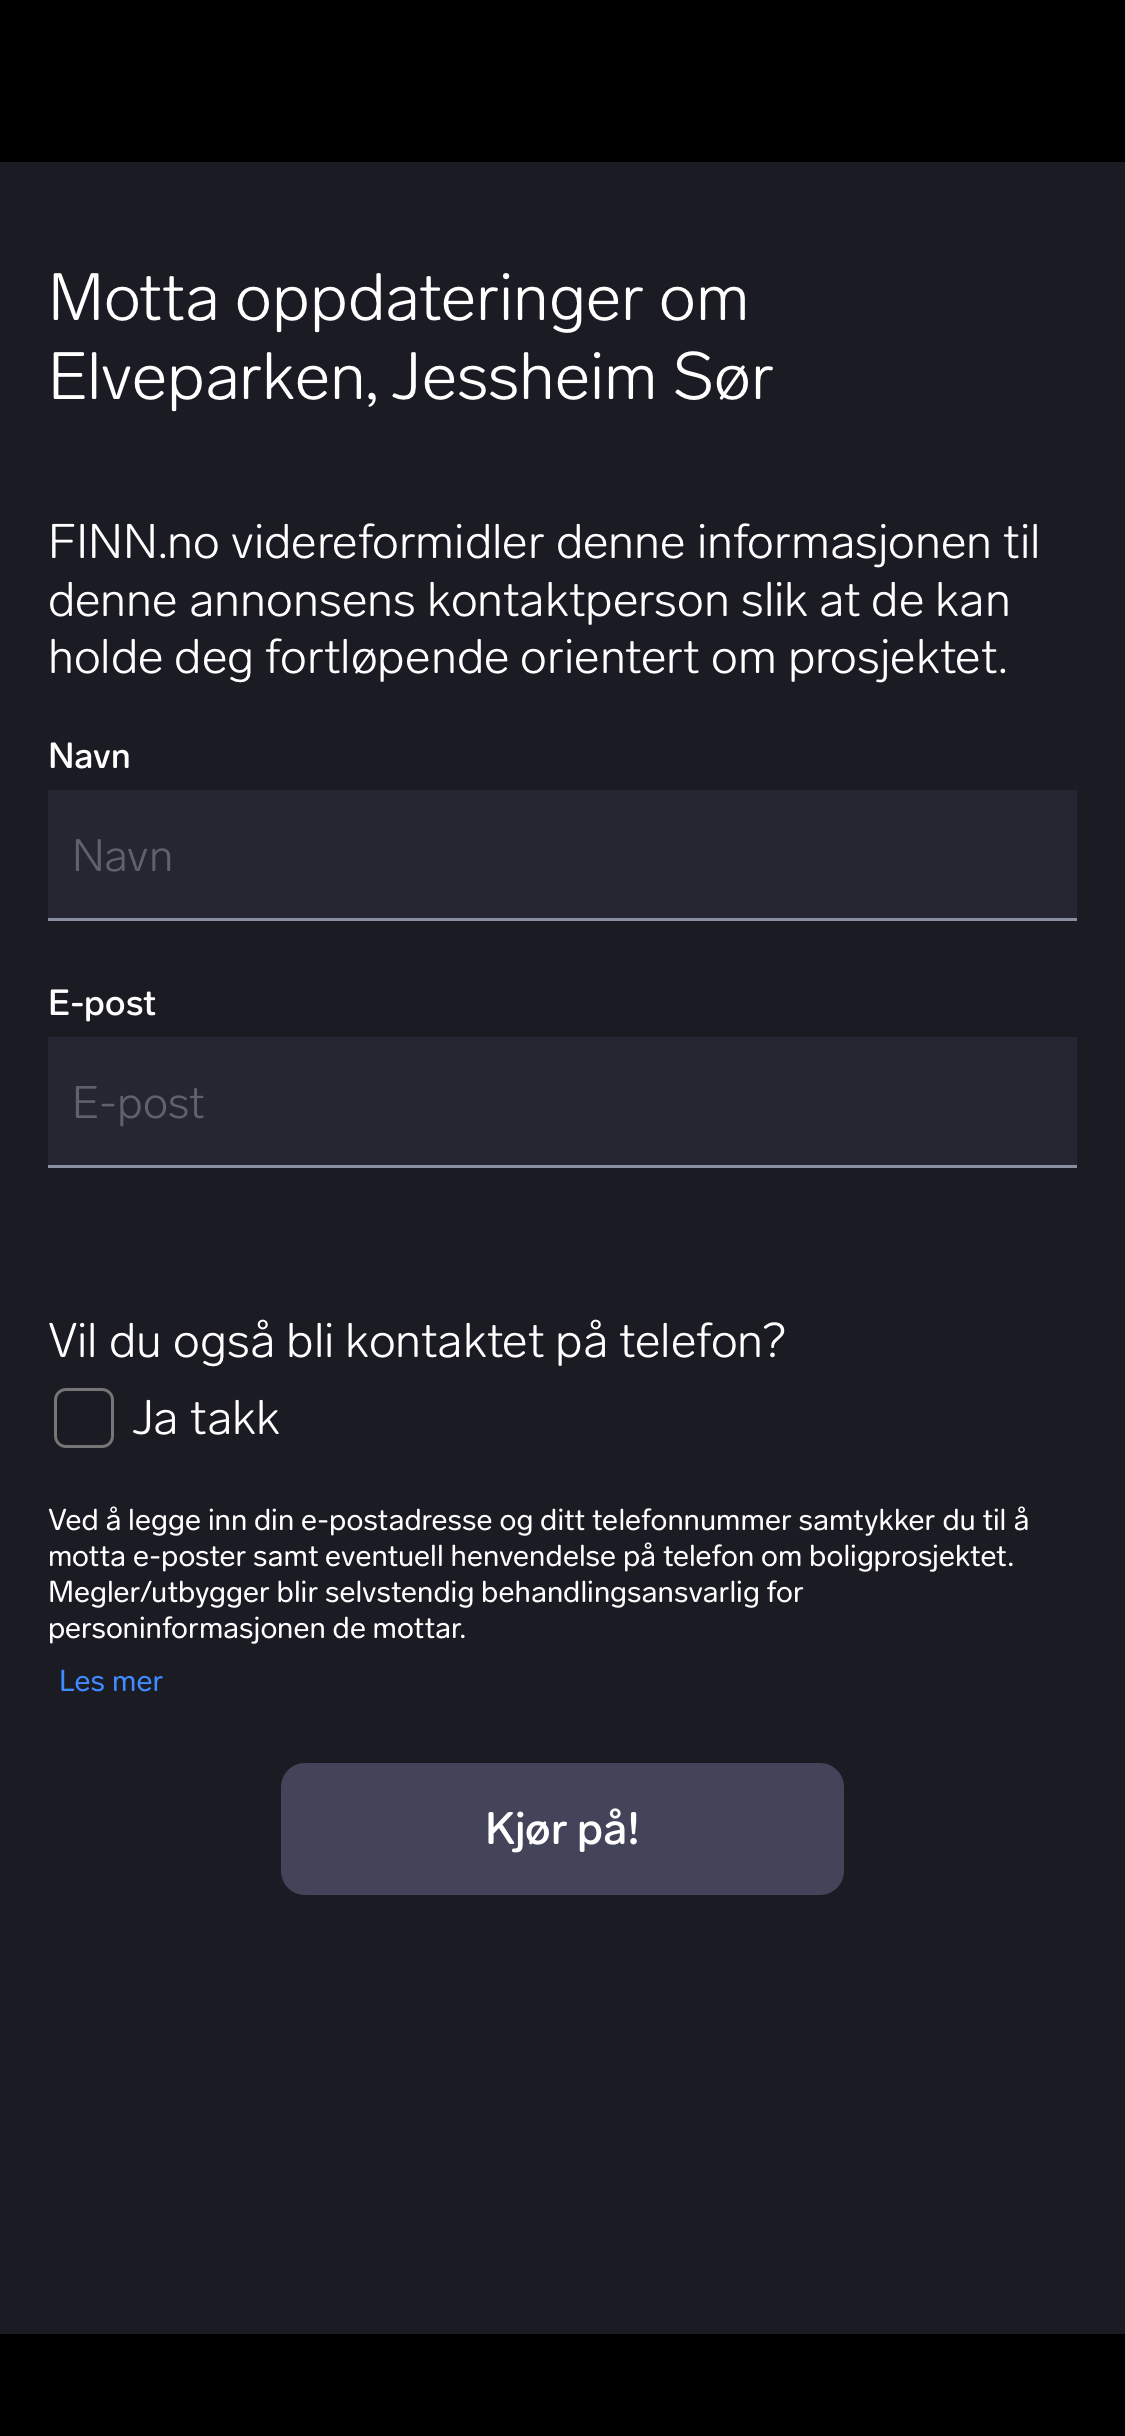 Motta oppdateringer om
Elveparken, Jessheim Sør
FINN.no videreformidler denne informasjonen til
denne annonsens kontaktperson slik at de kan
holde deg fortløpende orientert om prosjektet.
Navn
Navn
E-post
E-post
Vil du også bli kontaktet på telefon?
Ja takk
Ved å legge inn din e-postadresse og ditt telefonnummer samtykker du til å
motta e-poster samt eventuell henvendelse på telefon om boligprosjektet.
Megler/utbygger blir selvstendig behandlingsansvarlig for
personinformasjonen de mottar.
Les mer
Kjør på!